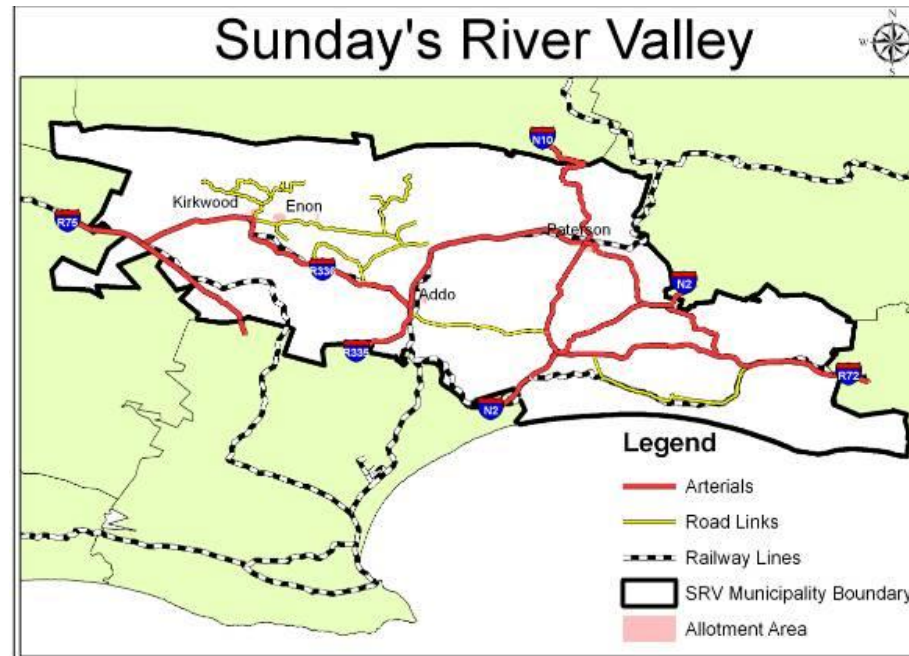 Sunday's River Valley
N
W
S
N10
Kirkwood
Enon
R75
Paterson
R336
N2
Addo
R335
R72
N2
Legend
Arterials
Road Links
Railway Lines
SRV Municipality Boundary
Allotment Area